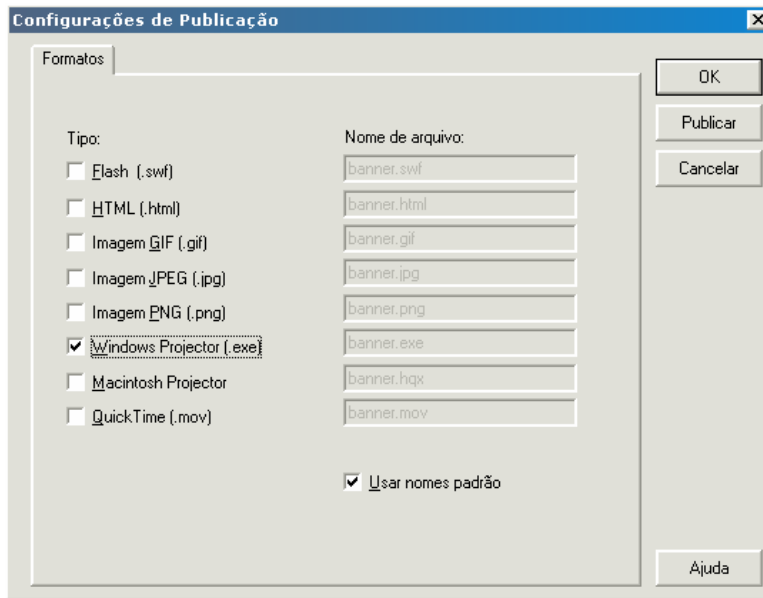 Configurações de Publicação
Formatos
OK
Publicar
Cancelar
Tipo:
Nome de arquivo:
Flash (.swf)
banner.swf
HTML (.html)
banner.html
Imagem GIF (.gif)
banner.gif
Imagem JPEG (.jpg)
banner.jpg
Imagem PNG (.png)
banner.png
Windows Projector (.exe)
banner.exe
Macintosh Projector
banner.hqx
QuickTime (.mov)
banner.mov
Usar nomes padrão
Ajuda